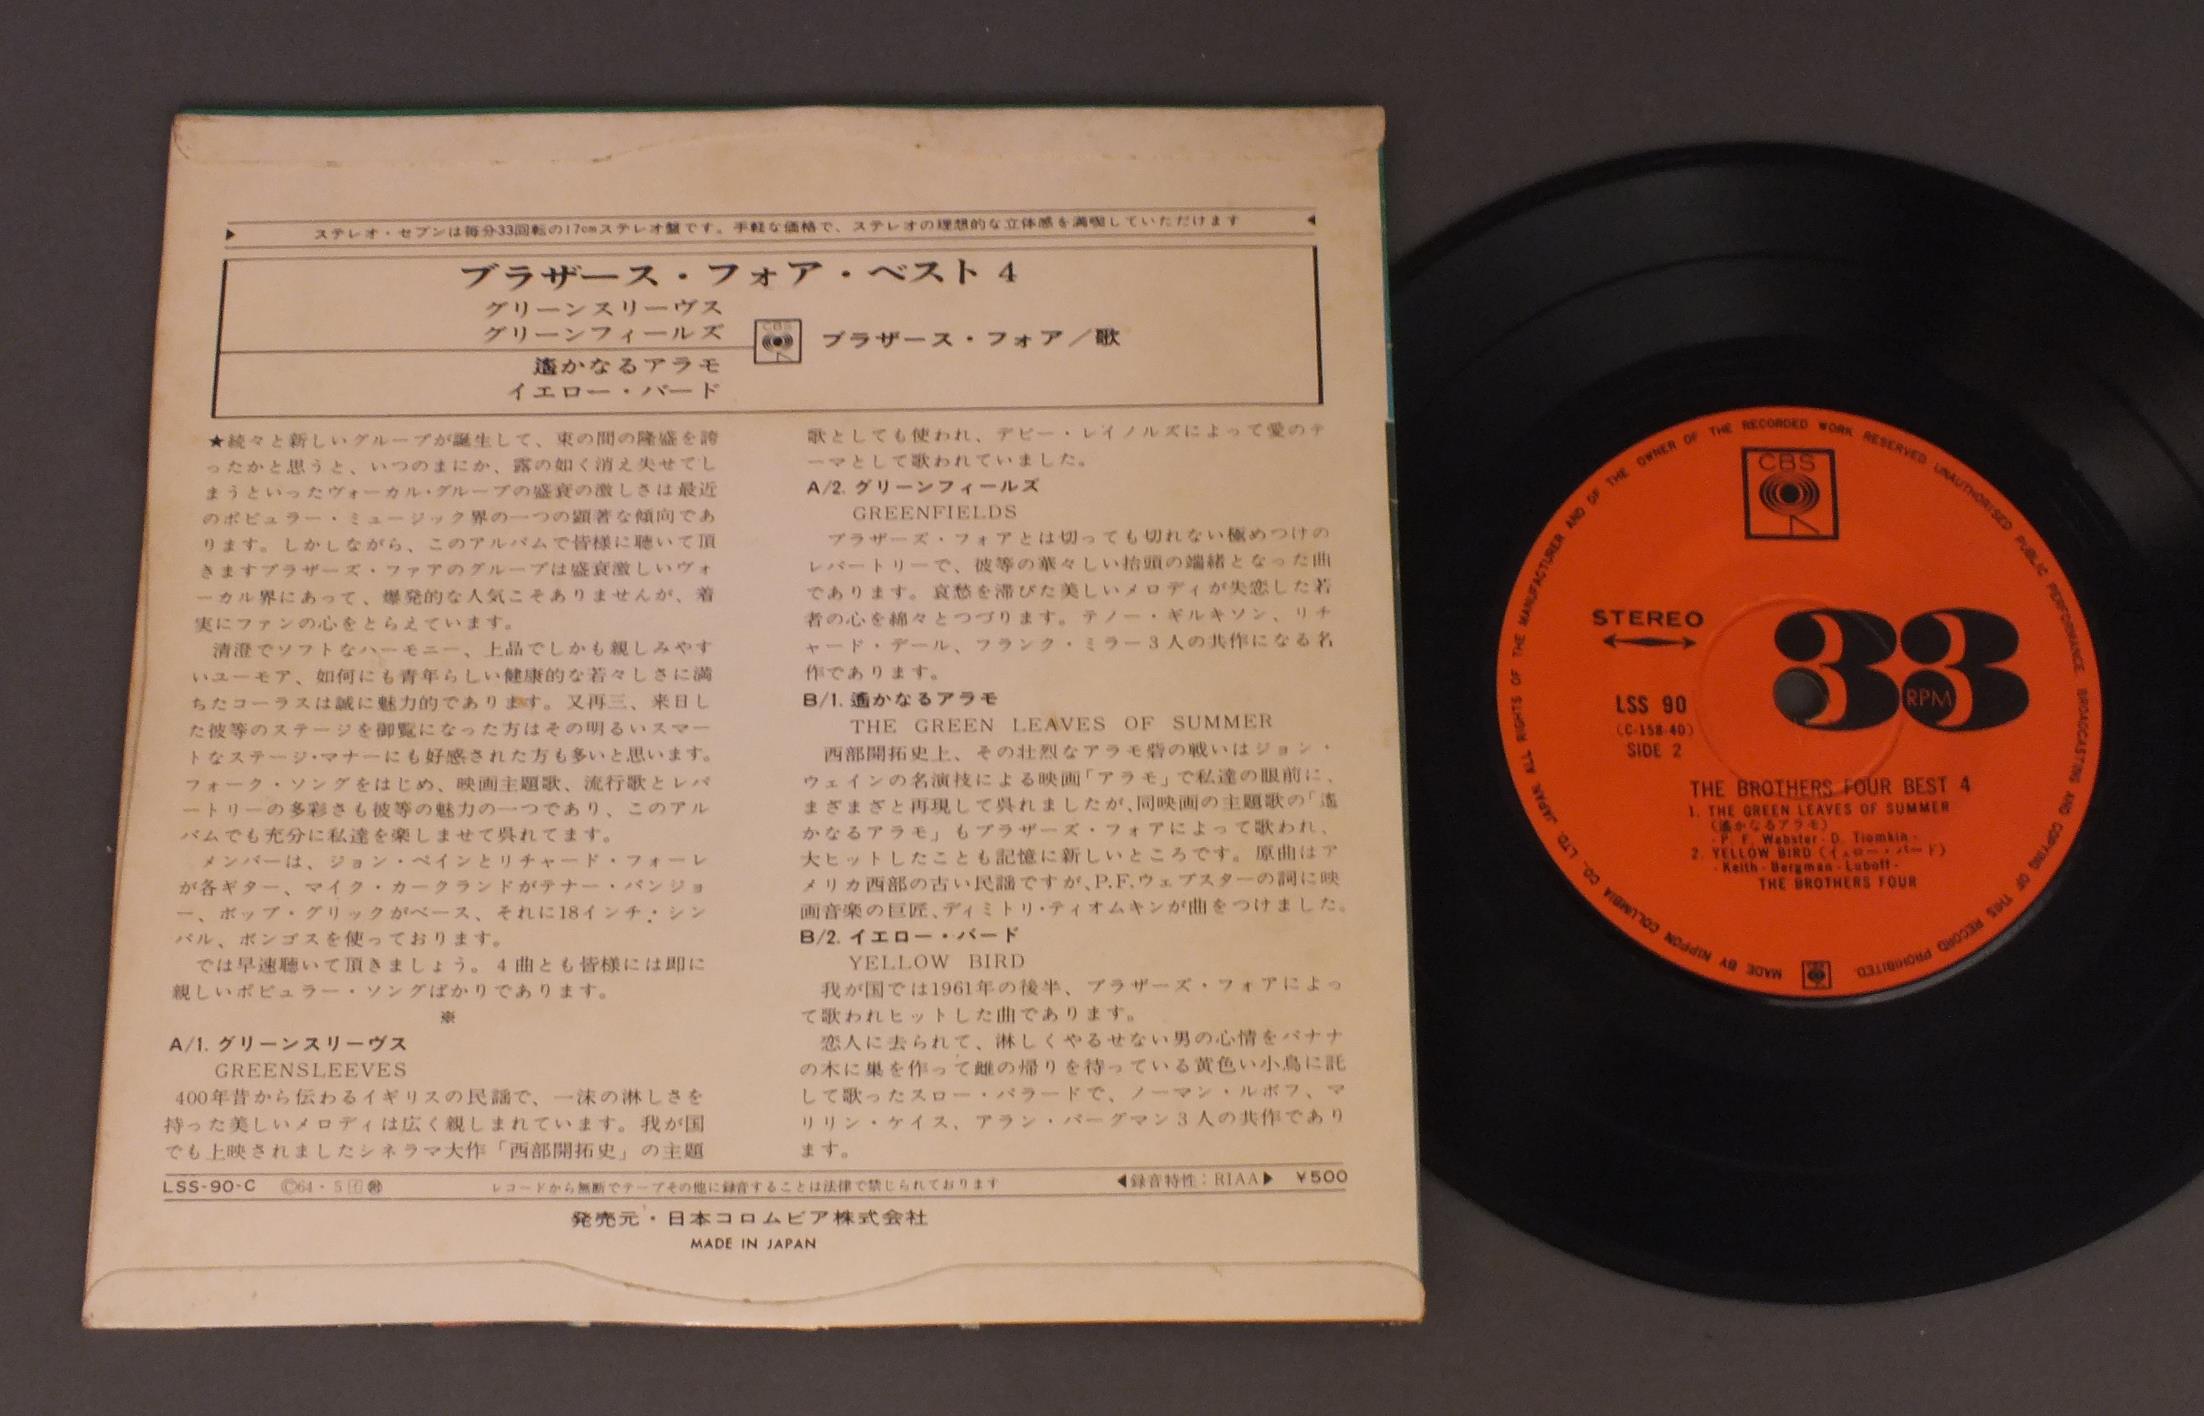 ステレオ・セブンは毎分33回転の17cmステレオ盤です。手軽な価格で、ステレオの理想的な立体感を満喫していただけます
ブラザース・フォア・ベスト4
グリーンスリーヴス
グリーンフィールズ
遙かなるアラモ
イエロー・バード
CBS
ブラザース・フォア／歌
★続々と新しいグループが誕生して、束の間の隆盛を誇
ったかと思うと、いつのまにか、露の如く消え失せてし
まうといったヴォーカル・グループの盛衰の激しさは最近
のポピュラー・ミュージック界の一つの顕著な傾向であ
ります。しかしながら、このアルバムで皆様に聴いて頂
きますブラザーズ・ファアのグループは盛衰激しいヴォ
ーカル界にあって、爆発的な人気こそありませんが、着
実にファンの心をとらえています。
清澄でソフトなハーモニー、上品でしかも親しみやす
いユーモア、如何にも青年らしい健康的な若々しさに満
ちたコーラスは誠に魅力的であります。又再三、来日し
た彼等のステージを御覧になった方はその明るいスマー
トなステージ・マナーにも好感された方も多いと思います。
フォーク・ソングをはじめ、映画主題歌、流行歌とレパ
ートリーの多彩さも彼等の魅力の一つであり、このアル
バムでも充分に私達を楽しませて呉れてます。
メンバーは、ジョン・ペインとリチャード・フォーレ
が各ギター、マイク・カークランドがテナー・バンジョ
ー、ボップ・グリックがベース、それに18インチ・シン
バル、ボンゴスを使っております。
では早速聴いて頂きましょう。4曲とも皆様には即に
親しいポピュラー・ソングばかりであります。
※
A/1. グリーンスリーヴス
GREENSLEEVES
400年昔から伝わるイギリスの民謡で、一沫の淋しさを
持った美しいメロディは広く親しまれています。我が国
でも上映されましたシネラマ大作「西部開拓史」の主題
歌としても使われ、デビー・レイノルズによって愛のテ
ーマとして歌われていました。
A/2. グリーンフィールズ
GREENFIELDS
ブラザーズ・フォアとは切っても切れない極めつけの
レパートリーで、彼等の華々しい抬頭の端緒となった曲
であります。哀愁を滞びた美しいメロディが失恋した若
者の心を綿々とつづります。テノー・ギルキソン、リチ
ャード・デール、フランク・ミラー3人の共作になる名
作であります。
B/1. 遙かなるアラモ
THE GREEN LEAVES OF SUMMER
西部開拓史上、その壮烈なアラモ砦の戦いはジョン・
ウェインの名演技による映画「アラモ」で私達の眼前に、
まざまざと再現して呉れましたが、同映画の主題歌の「遙
かなるアラモ」もブラザーズ・フォアによって歌われ、
大ヒットしたことも記憶に新しいところです。原曲はア
メリカ西部の古い民謡ですが、P.F.ウェブスターの詞に映
画音楽の巨匠、ディミトリ・ティオムキンが曲をつけました。
B/2. イエロー・バード
YELLOW BIRD
我が国では1961年の後半、ブラザーズ・フォアによっ
て歌われヒットした曲であります。
恋人に去られて、淋しくやるせない男の心情をバナナ
の木に巣を作って雌の帰りを待っている黄色い小鳥に託
して歌ったスロー・バラードで、ノーマン・ルボフ、マ
リリン・ケイス、アラン・バーグマン3人の共作であり
ます。
LSS-90-C Ⓒ64・5
レコードから無断でテープその他に録音することは法律で禁じられております
◀録音特性：RIAA▶ ¥500
発売元・日本コロムビア株式会社
MADE IN JAPAN
MADE BY NIPPON COLUMBIA CO., LTD. JAPAN. ALL RIGHTS OF THE MANUFACTURER AND OF THE OWNER OF THE RECORDED WORK RESERVED UNAUTHORISED PUBLIC PERFORMANCE BROADCASTING AND COPYING OF THIS RECORD PROHIBITED.
CBS
STEREO
33
RPM
LSS 90
(C-158-40)
SIDE 2
THE BROTHERS FOUR BEST 4
1. THE GREEN LEAVES OF SUMMER
(遙かなるアラモ)
- P. F. Webster - D. Tiomkin -
2. YELLOW BIRD (イェロー・バード)
- Keith - Bergman - Luboff -
THE BROTHERS FOUR